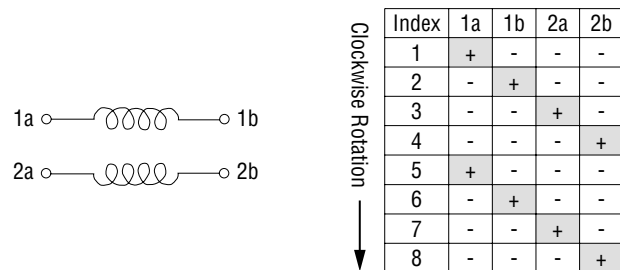 1a 1b
2a 2b
Clockwise Rotation
Index 1a 1b 2a 2b
1 + - - -
2 - + - -
3 - - + -
4 - - - +
5 + - - -
6 - + - -
7 - - + -
8 - - - +